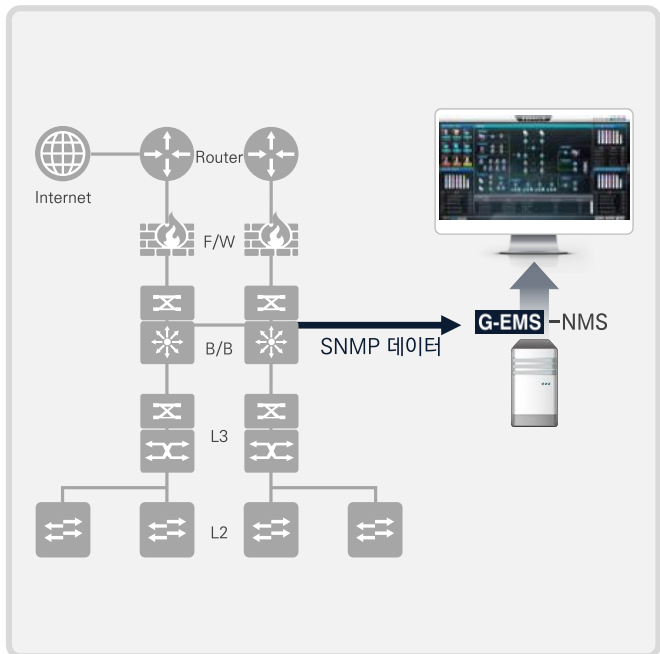 Internet
Router
F/W
B/B
SNMP 데이터
G-EMS -NMS
L3
L2